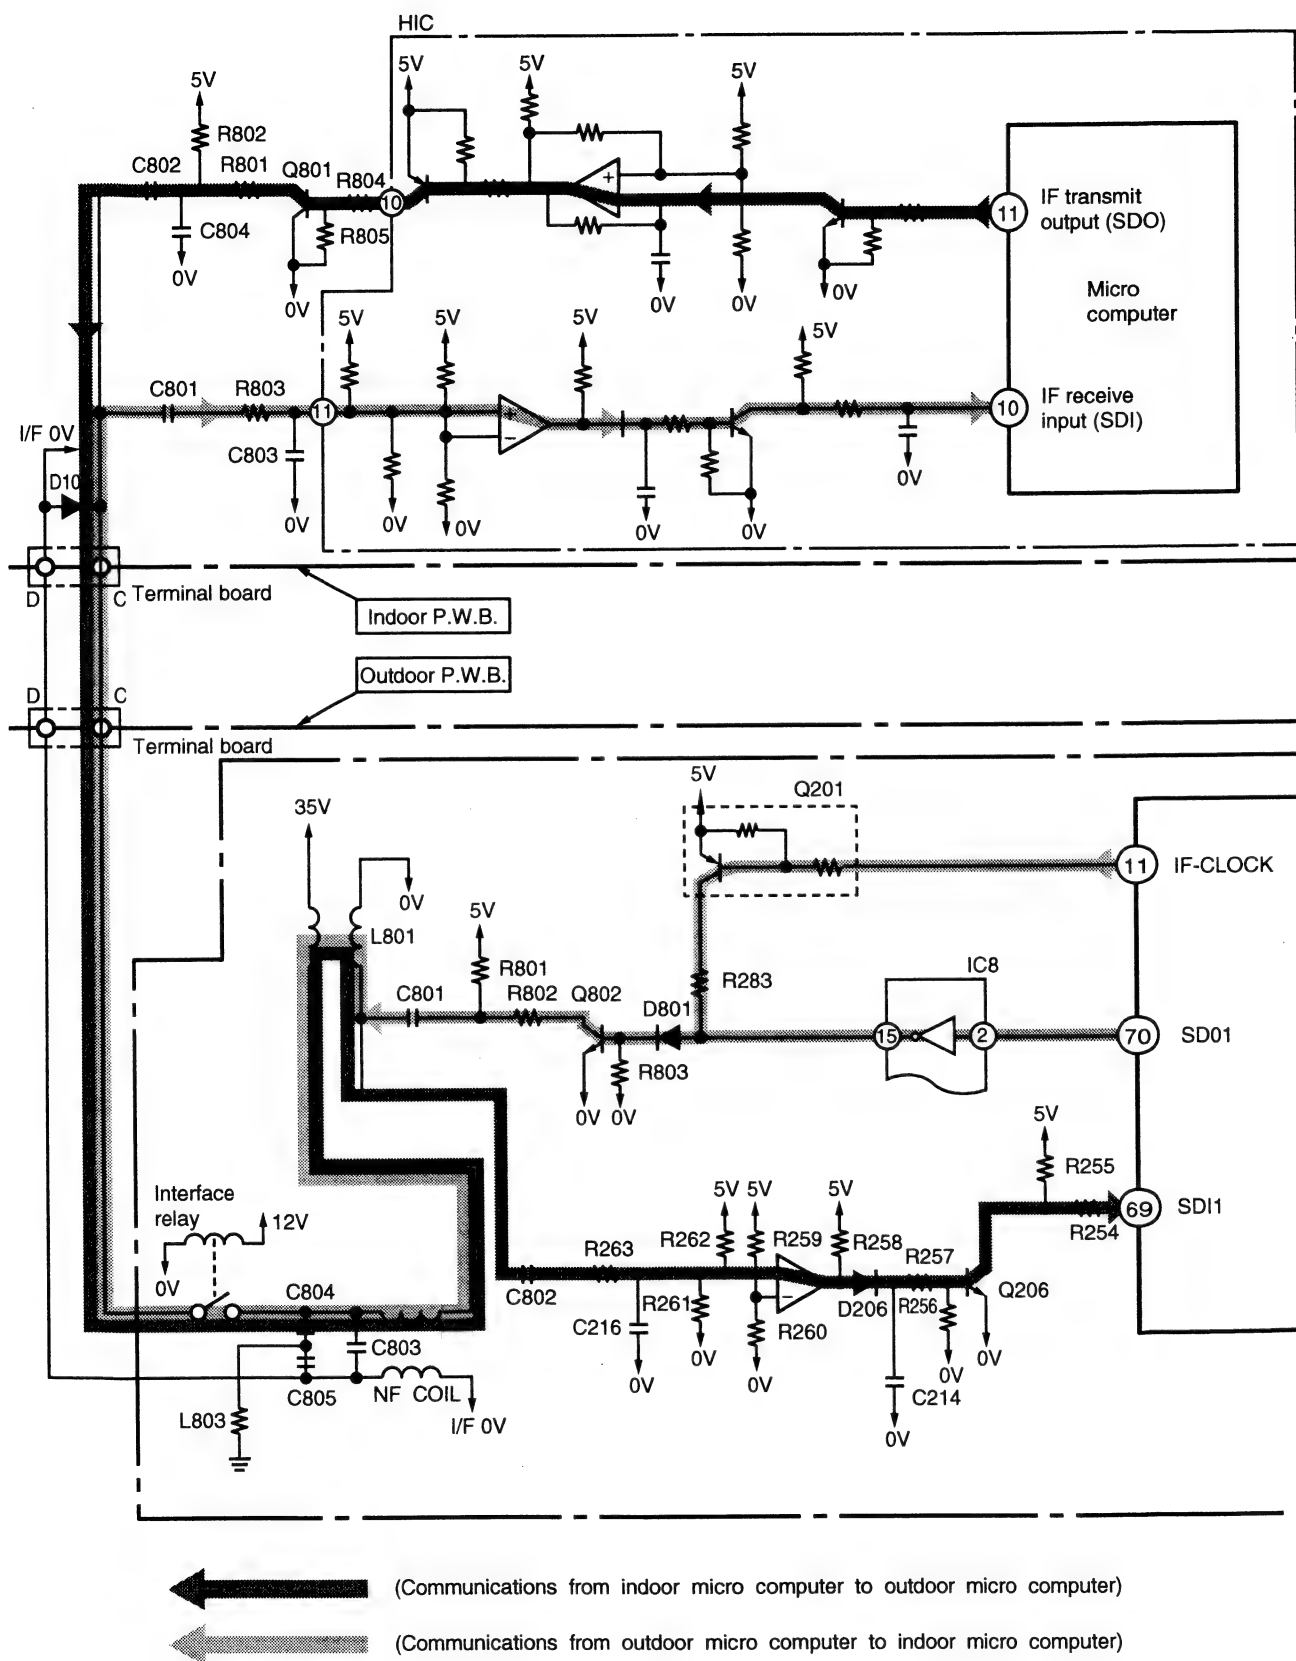 HIC
5V
5V
5V
5V
R802
C802
R801
Q801
R804
10
+
11
IF transmit
output (SDO)
C804
R805
0V
0V
0V
0V
0V
Micro
computer
5V
5V
5V
5V
C801
R803
11
+
−
10
IF receive
input (SDI)
I/F 0V
C803
D10
0V
0V
0V
0V
0V
0V
D
C
Terminal board
Indoor P.W.B.
Outdoor P.W.B.
D
C
Terminal board
5V
Q201
35V
11
IF-CLOCK
0V
5V
L801
R801
R283
IC8
C801
R802
Q802
D801
15
2
70
SD01
R803
0V
0V
5V
R255
Interface
relay
12V
5V
5V
5V
69
SDI1
R254
R262
R259
R258
R263
R257
0V
C804
C802
R261
−
D206
R256
Q206
C216
R260
C803
0V
0V
0V
0V
0V
C805
NF COIL
C214
L803
I/F 0V
0V
(Communications from indoor micro computer to outdoor micro computer)
(Communications from outdoor micro computer to indoor micro computer)